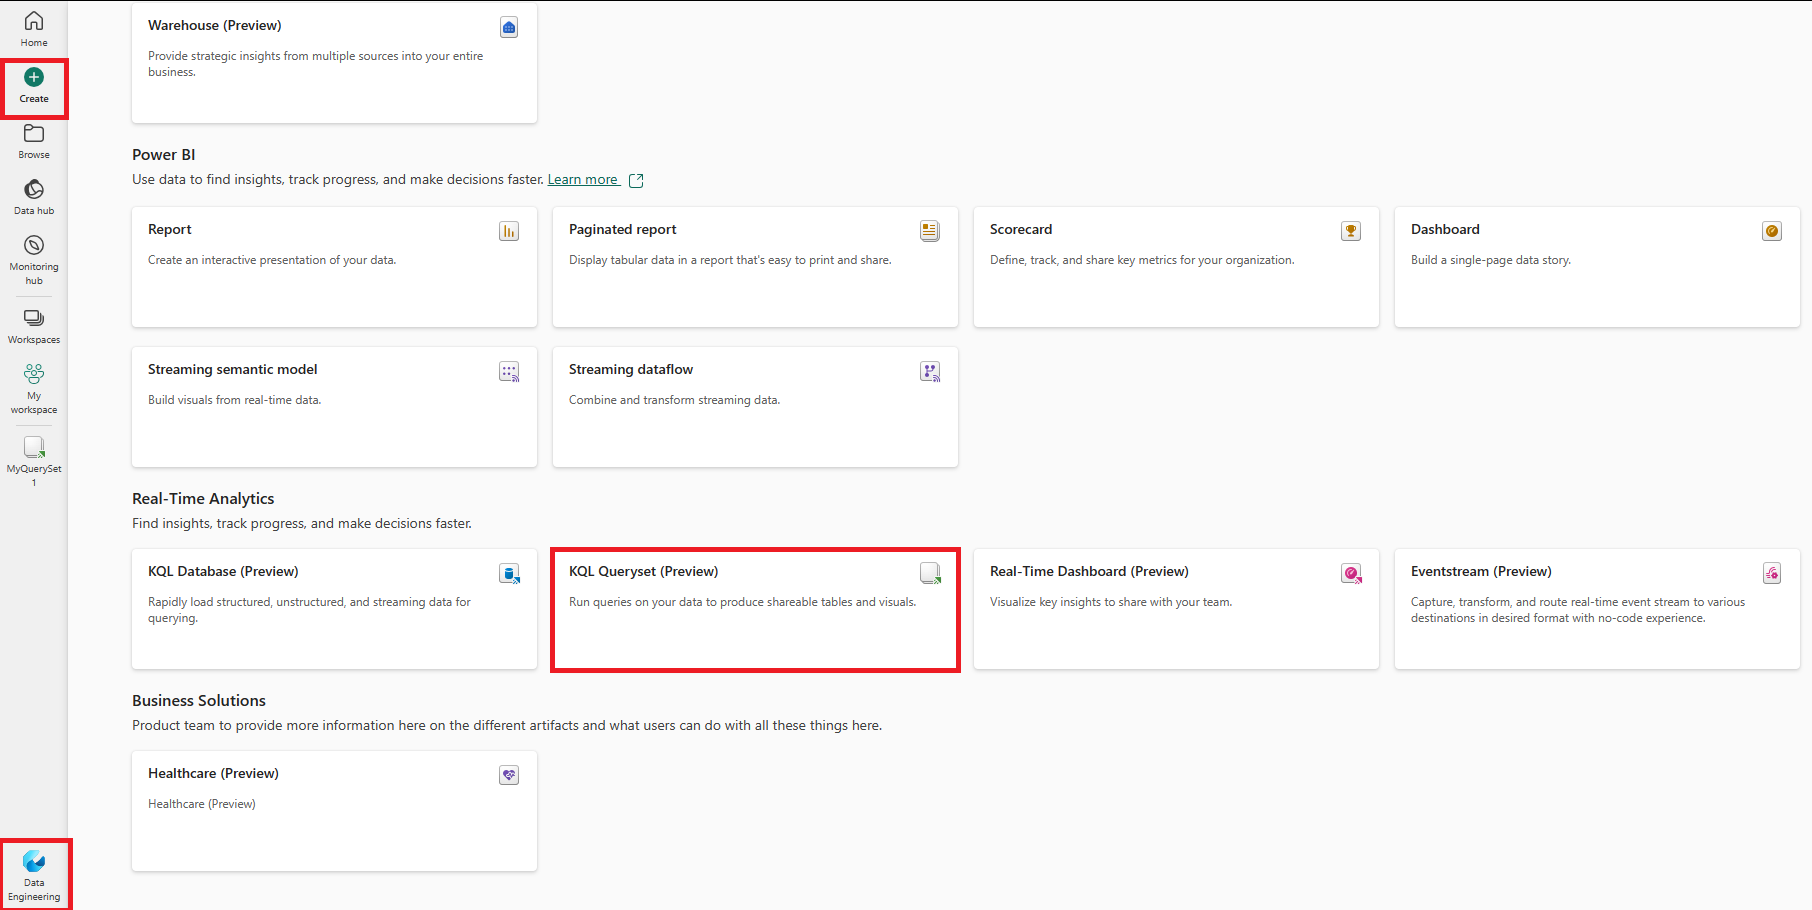 Home
Create
Browse
Data hub
Monitoring
hub
Workspaces
My
workspace
MyQuerySet
1
Data
Engineering
Warehouse (Preview)
Provide strategic insights from multiple sources into your entire
business.
Power BI
Use data to find insights, track progress, and make decisions faster. Learn more
Report
Create an interactive presentation of your data.
Paginated report
Display tabular data in a report that's easy to print and share.
Scorecard
Define, track, and share key metrics for your organization.
Dashboard
Build a single-page data story.
Streaming semantic model
Build visuals from real-time data.
Streaming dataflow
Combine and transform streaming data.
Real-Time Analytics
Find insights, track progress, and make decisions faster.
KQL Database (Preview)
Rapidly load structured, unstructured, and streaming data for
querying.
KQL Queryset (Preview)
Run queries on your data to produce shareable tables and visuals.
Real-Time Dashboard (Preview)
Visualize key insights to share with your team.
Eventstream (Preview)
Capture, transform, and route real-time event stream to various
destinations in desired format with no-code experience.
Business Solutions
Product team to provide more information here on the different artifacts and what users can do with all these things here.
Healthcare (Preview)
Healthcare (Preview)